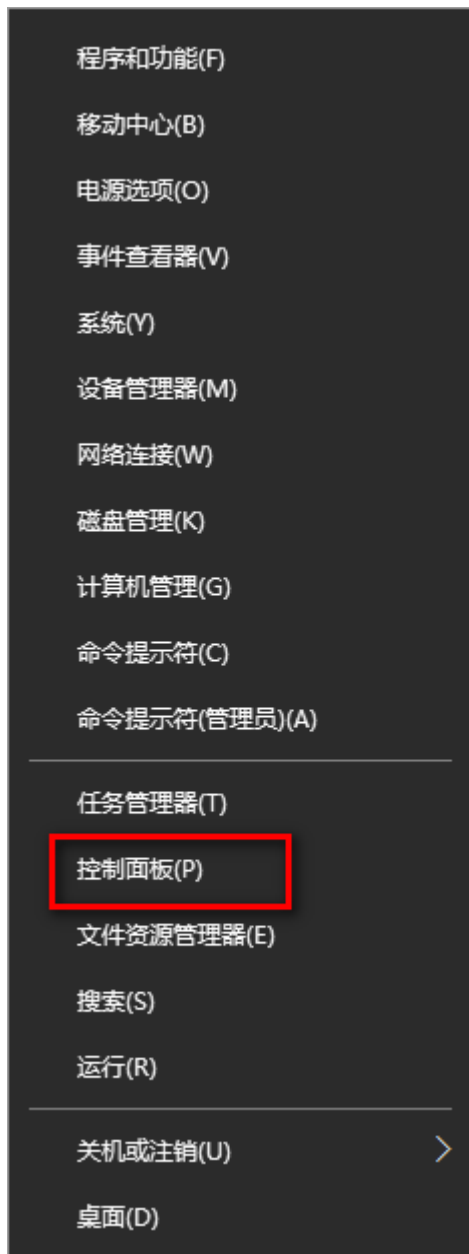 程序和功能(F)
移动中心(B)
电源选项(O)
事件查看器(V)
系统(Y)
设备管理器(M)
网络连接(W)
磁盘管理(K)
计算机管理(G)
命令提示符(C)
命令提示符(管理员)(A)
任务管理器(T)
控制面板(P)
文件资源管理器(E)
搜索(S)
运行(R)
关机或注销(U)
桌面(D)